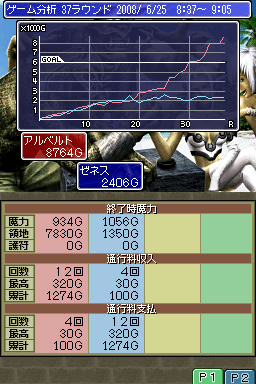 ゲーム分析 37ラウンド 2008/ 6/25 8:37～ 9:05
×1000G
8
7
6
GOAL
5
4
3
2
1
10 20 30 R
アルベルト
8764G
ゼネス
2406G
終了時魔力
魔力 934G 1056G
領地 7830G 1350G
護符 0G 0G
通行料収入
回数 12回 4回
最高 320G 30G
累計 1274G 100G
通行料支払
回数 4回 12回
最高 30G 320G
累計 100G 1274G
P1 P2